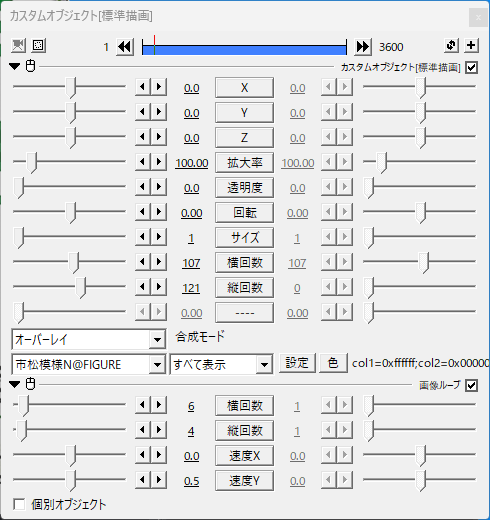 カスタムオブジェクト[標準描画]
1 3600
カスタムオブジェクト[標準描画]
0.0 X 0.0
0.0 Y 0.0
0.0 Z 0.0
100.00 拡大率 100.00
0.0 透明度 0.0
0.00 回転 0.00
1 サイズ 1
107 横回数 107
121 縦回数 0
0.00 ---- 0.00
オーバーレイ 合成モード
市松模様N@FIGURE すべて表示 設定 色 col1=0xffffff;col2=0x00000
画像ループ
6 横回数 1
4 縦回数 1
0.0 速度X 0.0
0.5 速度Y 0.0
個別オブジェクト